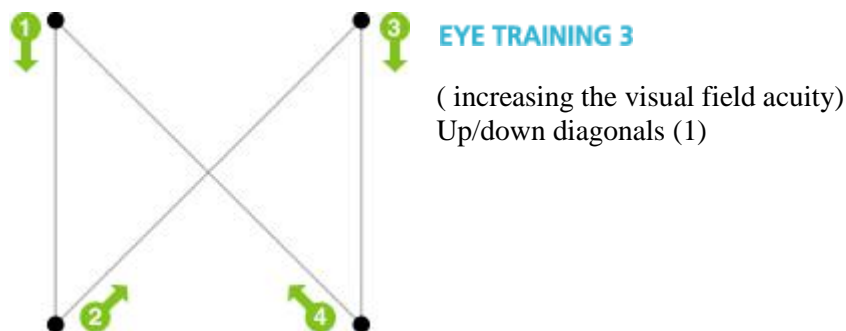 1
3
EYE TRAINING 3
( increasing the visual field acuity)
Up/down diagonals (1)
2
4